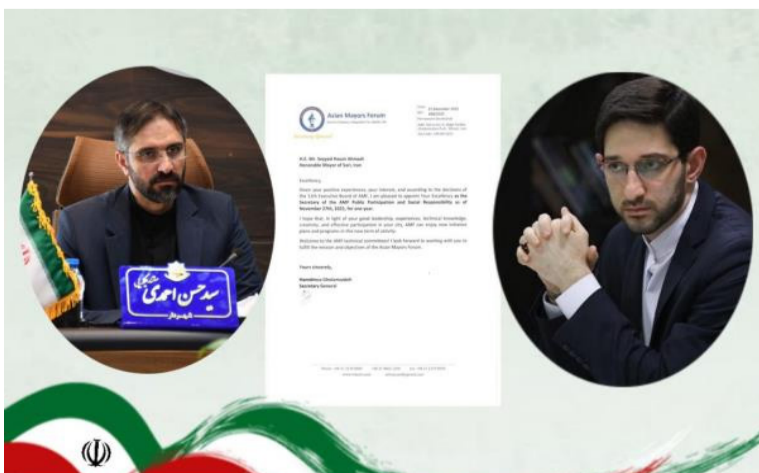 Asian Mayors Forum
H.E. Mr. Seyyed Hasan Ahmadi
Honorable Mayor of Sari, Iran
Excellency,
Given your positive experiences, your interest, and according to the decisions of
the 11th Executive Board of AMF, I am pleased to appoint Your Excellency as the
Secretary of the AMF Public Participation and Social Responsibility as of
November 27th, 2023, for one year.
I hope that, in light of your good leadership, experiences, technical knowledge,
creativity, and effective participation in your city, AMF can enjoy new initiative
plans and programs in the new term of activity.
Welcome to the AMF technical committees! I look forward to working with you to
fulfill the mission and objectives of the Asian Mayors Forum.
Yours sincerely,
Hamidreza Gholamzadeh
Secretary General
سید حسن احمدی
شهردار